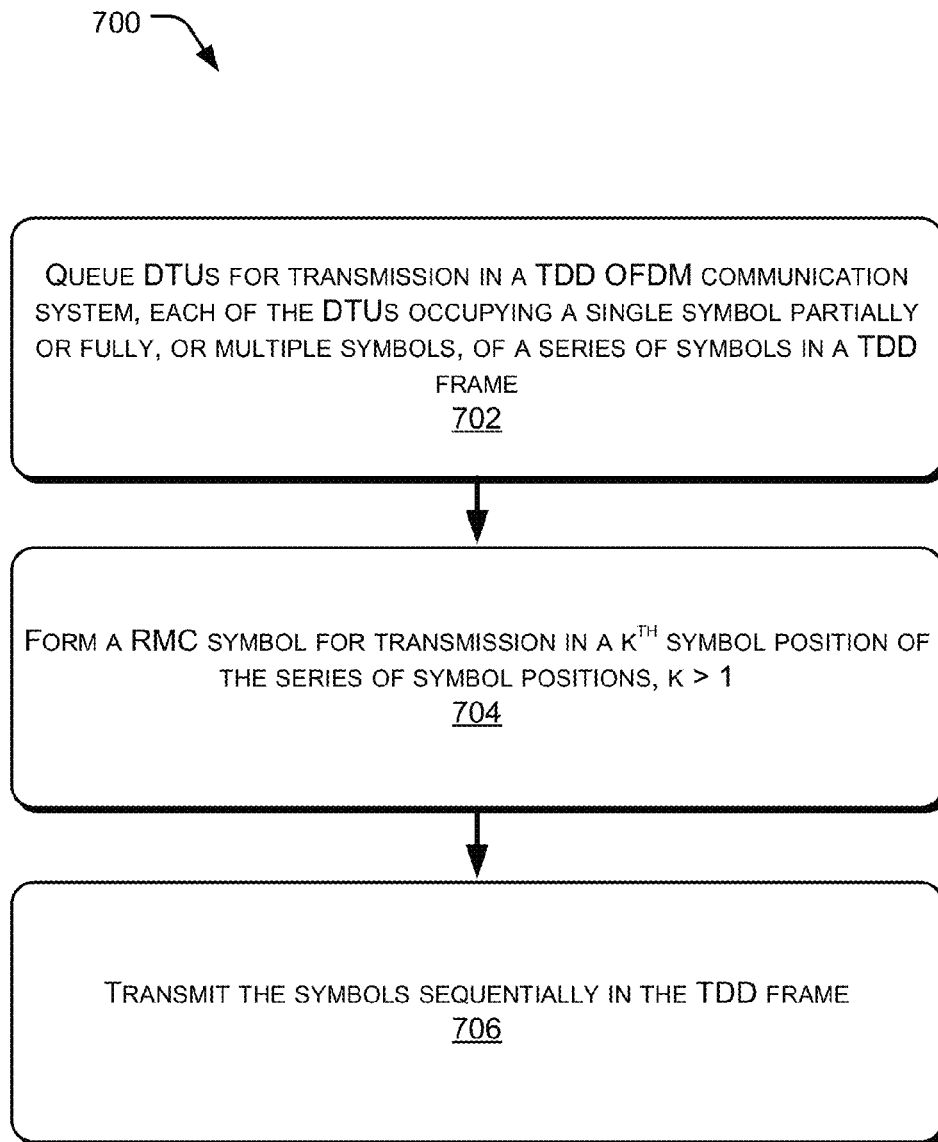 700
QUEUE DTUS FOR TRANSMISSION IN A TDD OFDM COMMUNICATION
SYSTEM, EACH OF THE DTUS OCCUPYING A SINGLE SYMBOL PARTIALLY
OR FULLY, OR MULTIPLE SYMBOLS, OF A SERIES OF SYMBOLS IN A TDD
FRAME
702
FORM A RMC SYMBOL FOR TRANSMISSION IN A K^TH SYMBOL POSITION OF
THE SERIES OF SYMBOL POSITIONS, K > 1
704
TRANSMIT THE SYMBOLS SEQUENTIALLY IN THE TDD FRAME
706